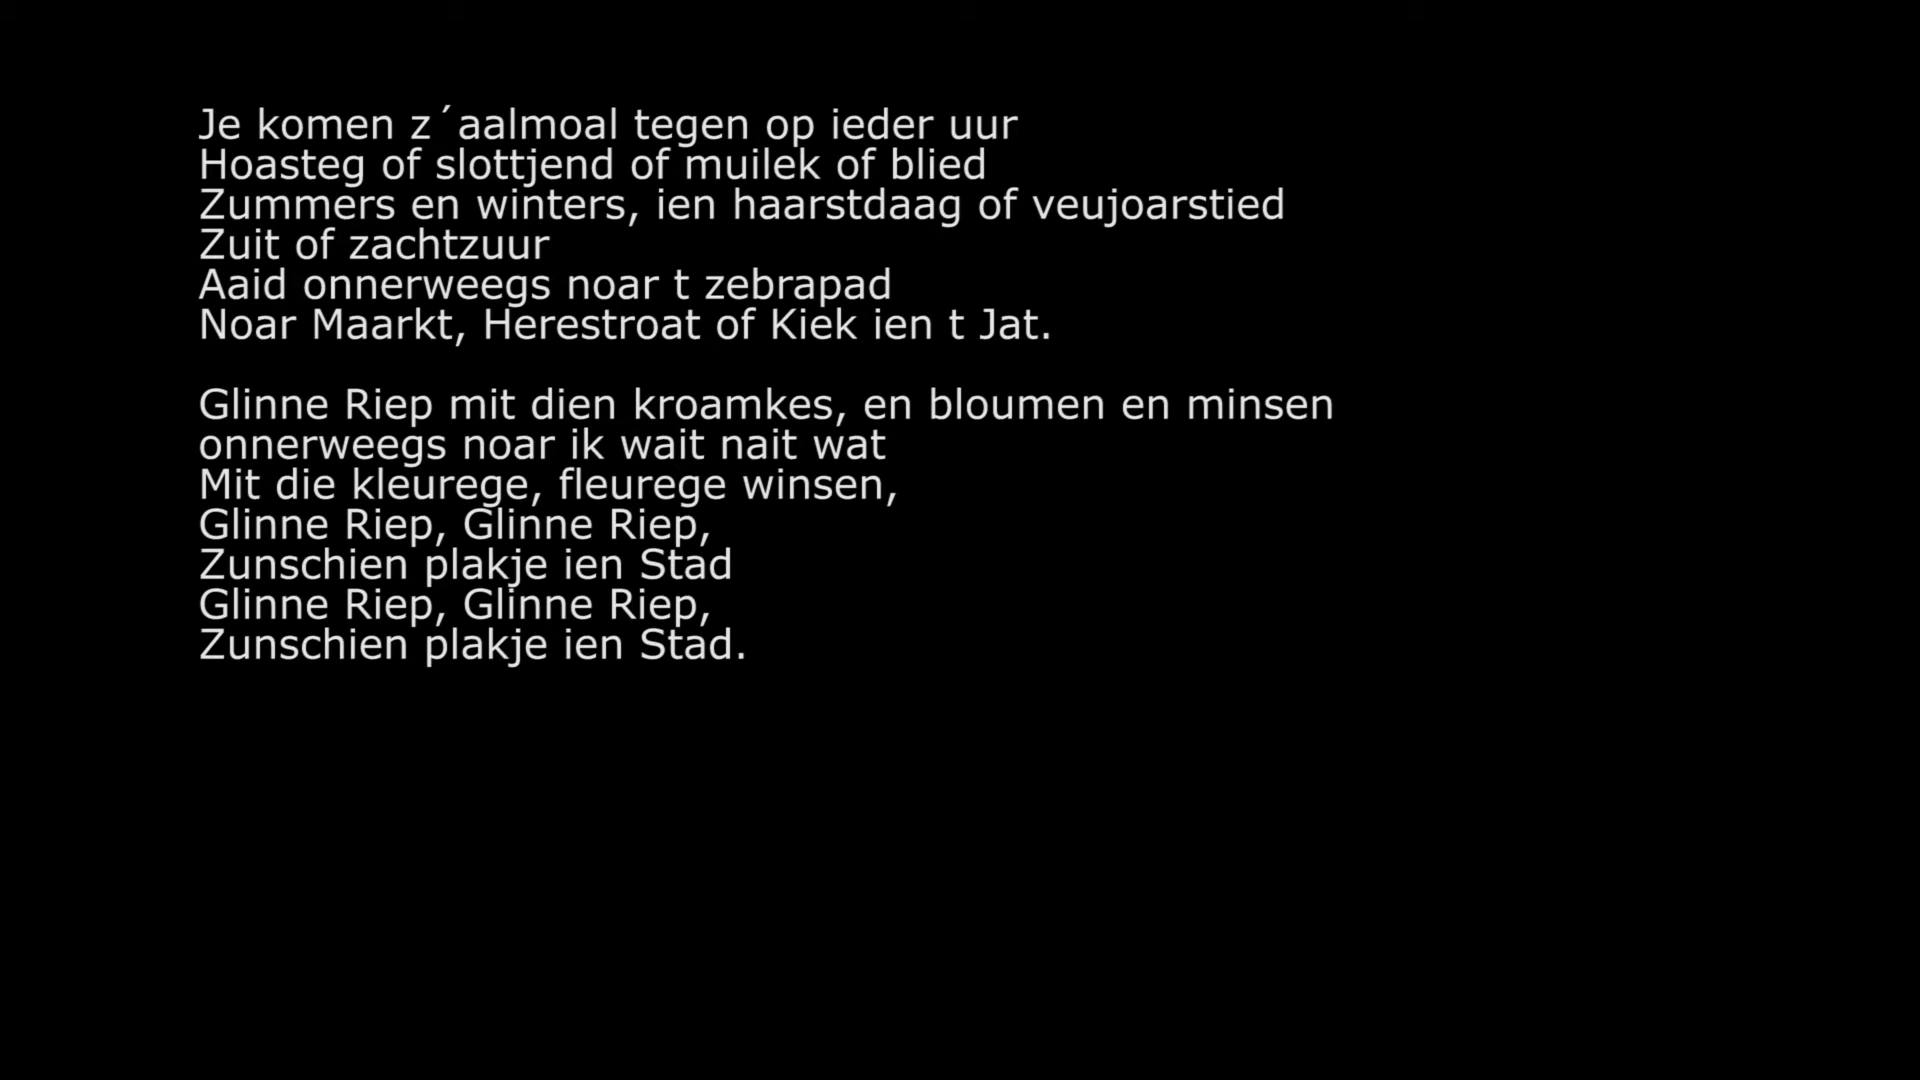 Je komen z´aalmoal tegen op ieder uur
Hoasteg of slottjend of muilek of blied
Zummers en winters, ien haarstdaag of veujoarstied
Zuit of zachtzuur
Aaid onnerweegs noar t zebrapad
Noar Maarkt, Herestroat of Kiek ien t Jat.
Glinne Riep mit dien kroamkes, en bloumen en minsen
onnerweegs noar ik wait nait wat
Mit die kleurege, fleurege winsen,
Glinne Riep, Glinne Riep,
Zunschien plakje ien Stad
Glinne Riep, Glinne Riep,
Zunschien plakje ien Stad.